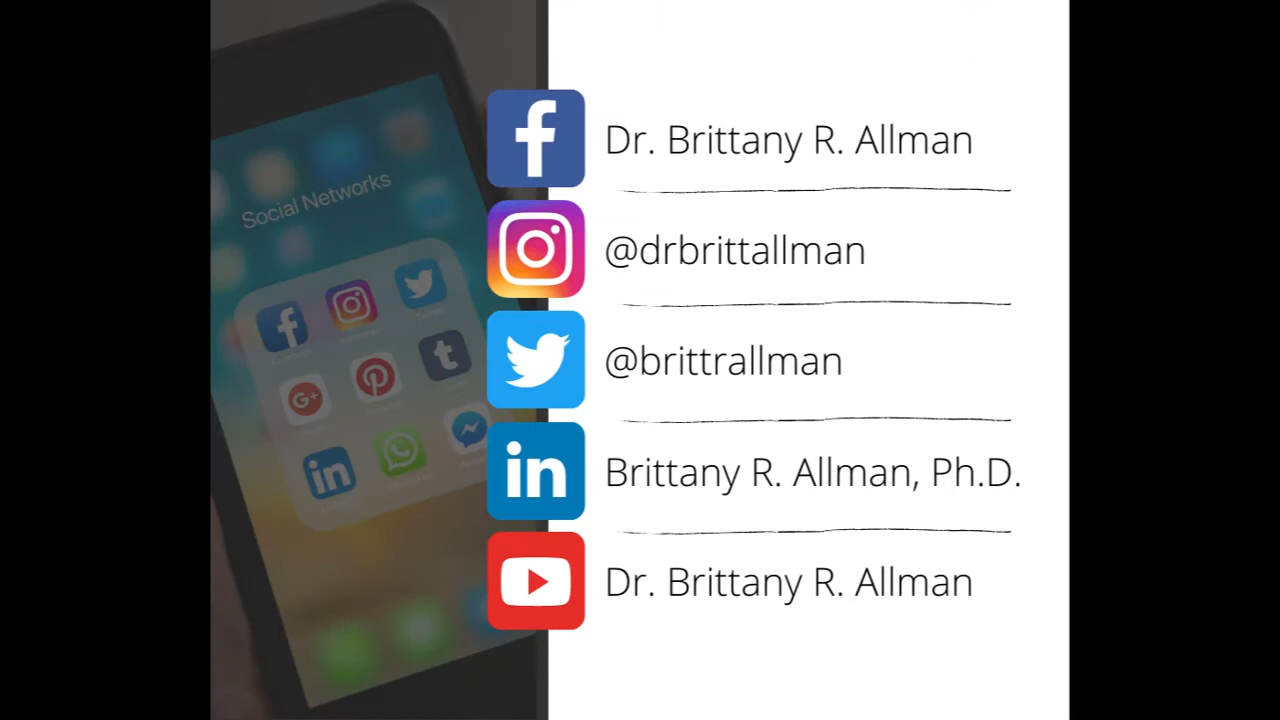 Social Networks
Dr. Brittany R. Allman
@drbrittallman
@brittrallman
Brittany R. Allman, Ph.D.
Dr. Brittany R. Allman